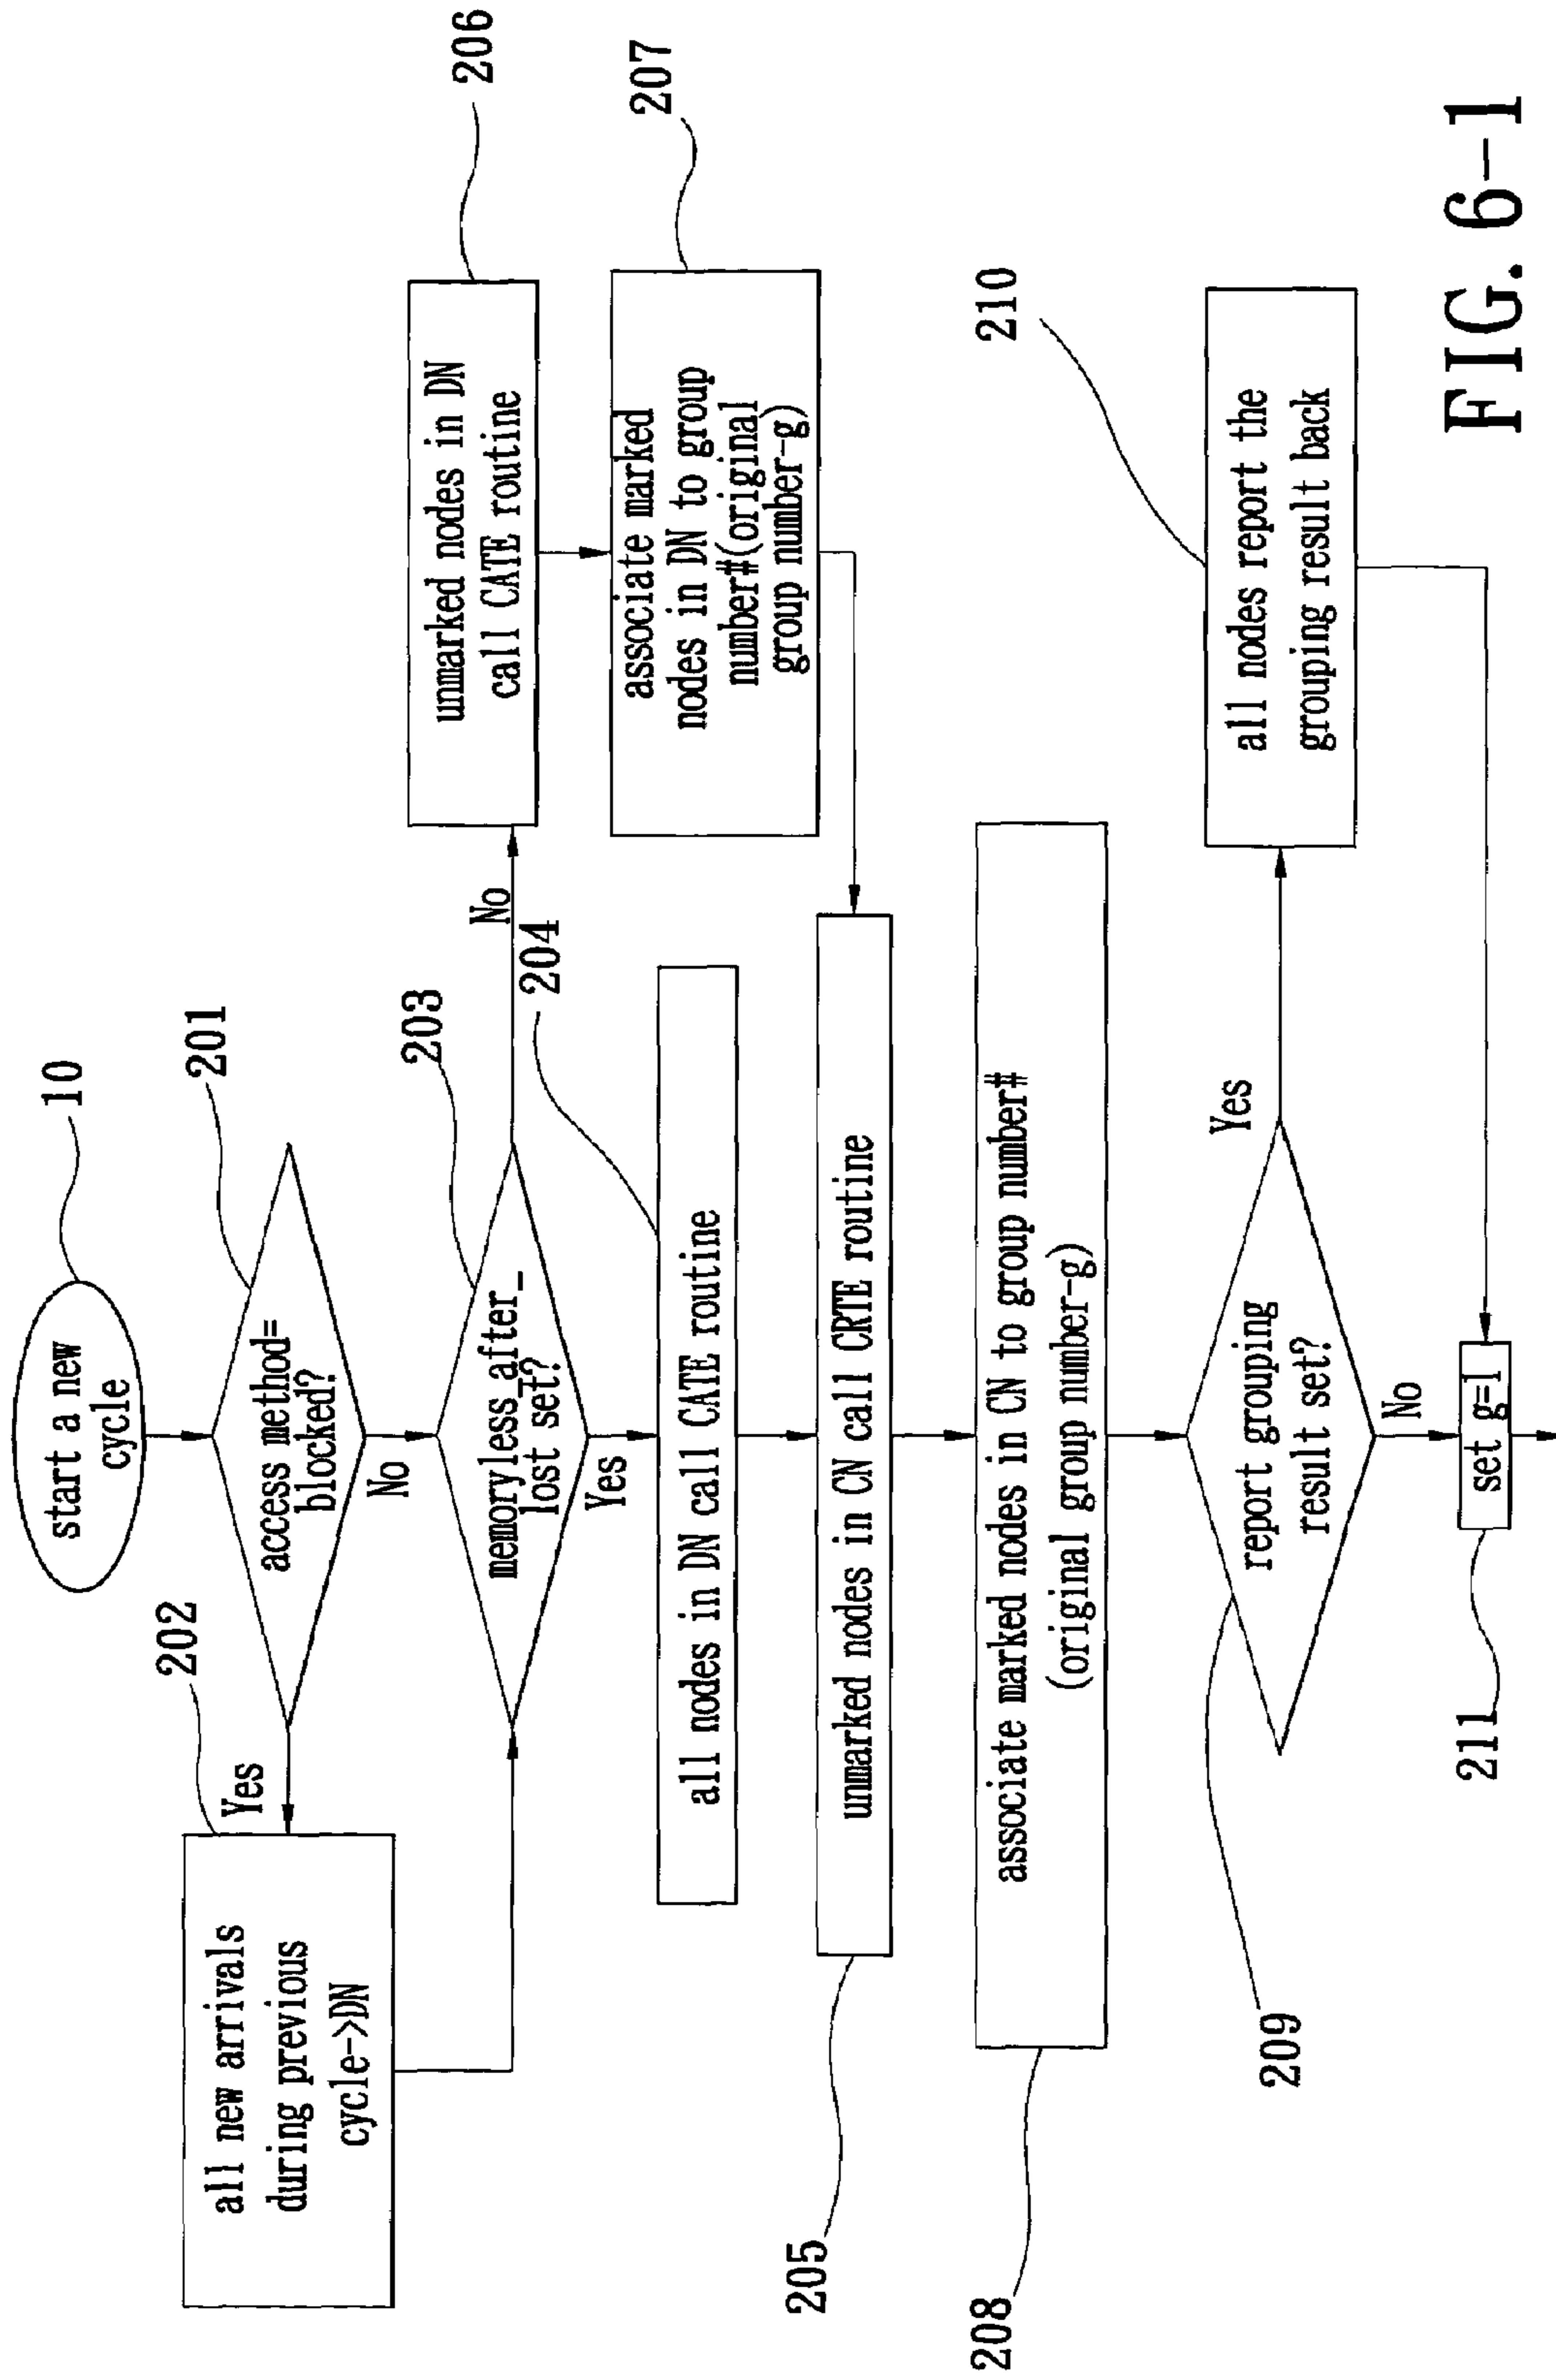 10
start a new
cycle
201
access method=
blocked?
202
Yes
No
all new arrivals
during previous
cycle->DN
203
memoryless_after_
lost set?
No
Yes
206
unmarked nodes in DN
call CATE routine
207
associate marked
nodes in DN to group
number#(original
group number-g)
204
all nodes in DN call CATE routine
205
unmarked nodes in CN call CRTE routine
208
associate marked nodes in CN to group number#
(original group number-g)
209
report grouping
result set?
Yes
No
210
all nodes report the
grouping result back
211
set g=1
FIG. 6-1